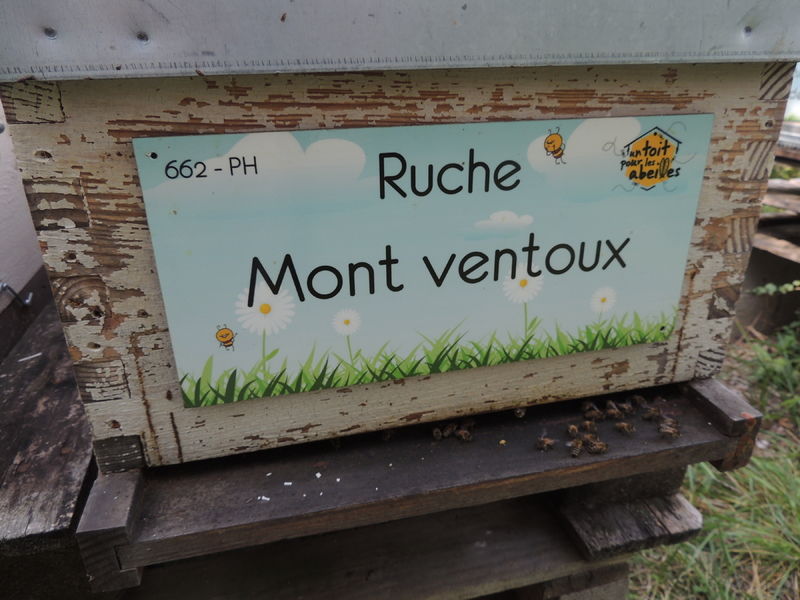 662 - PH
Ruche
Mont ventoux
un toit
pour les
abeilles